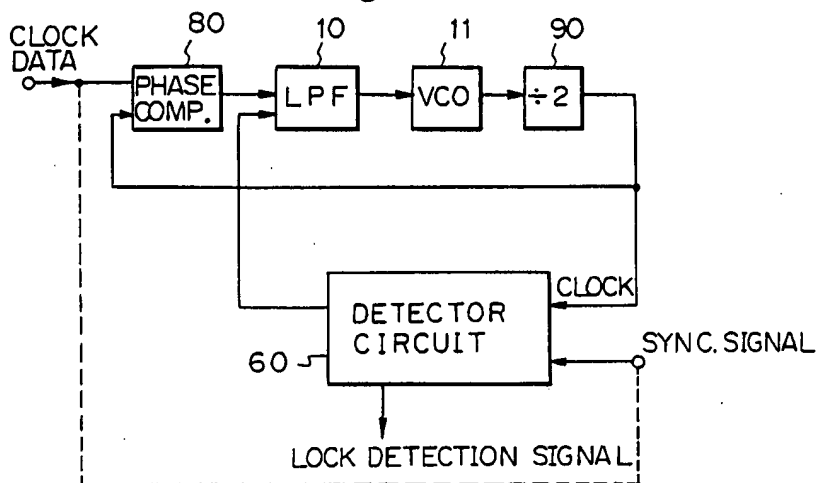 80
10
11
90
CLOCK
DATA
PHASE
COMP.
LPF
VCO
÷2
CLOCK
DETECTOR
CIRCUIT
60
SYNC. SIGNAL
LOCK DETECTION SIGNAL